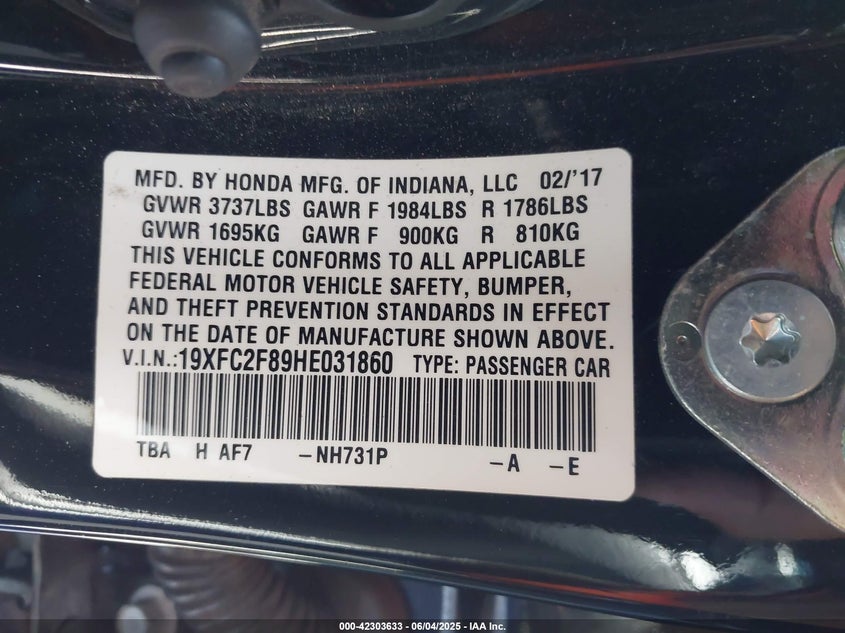 MFD. BY HONDA MFG. OF INDIANA, LLC 02/'17
GVWR 3737LBS GAWR F 1984LBS R 1786LBS
GVWR 1695KG GAWR F 900KG R 810KG
THIS VEHICLE CONFORMS TO ALL APPLICABLE
FEDERAL MOTOR VEHICLE SAFETY, BUMPER,
AND THEFT PREVENTION STANDARDS IN EFFECT
ON THE DATE OF MANUFACTURE SHOWN ABOVE.
V.I.N.:19XFC2F89HE031860 TYPE: PASSENGER CAR
TBA H AF7 -NH731P -A -E
000-42303633 - 06/04/2025 - IAA Inc.